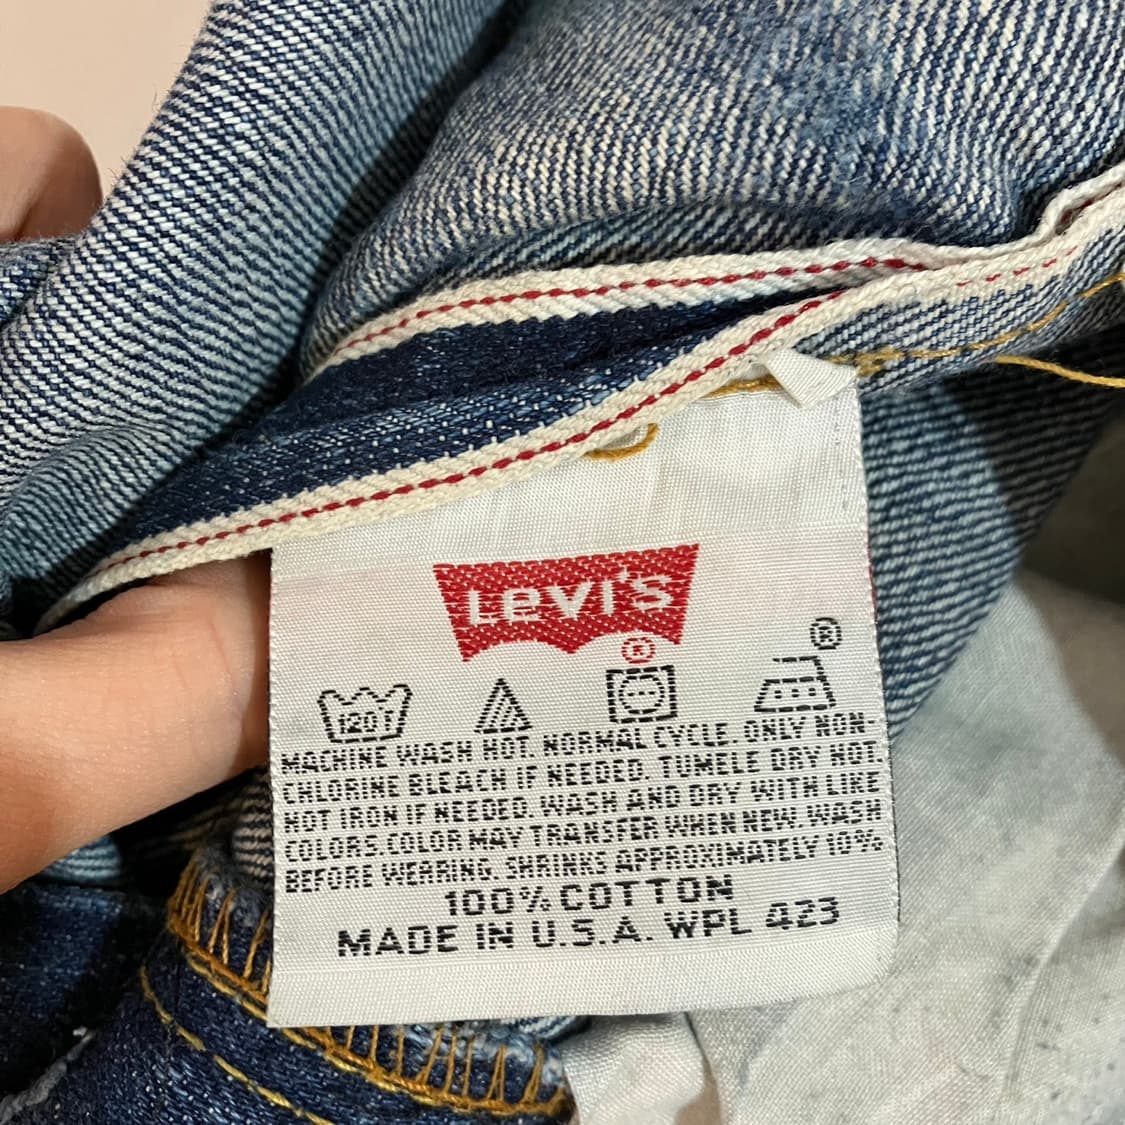 Levi's
®
®
120F
MACHINE WASH HOT. NORMAL CYCLE. ONLY NON-
CHLORINE BLEACH IF NEEDED. TUMBLE DRY HOT.
HOT IRON IF NEEDED. WASH AND DRY WITH LIKE
COLORS. COLOR MAY TRANSFER WHEN NEW. WASH
BEFORE WEARING. SHRINKS APPROXIMATELY 10%
100% COTTON
MADE IN U.S.A. WPL 423